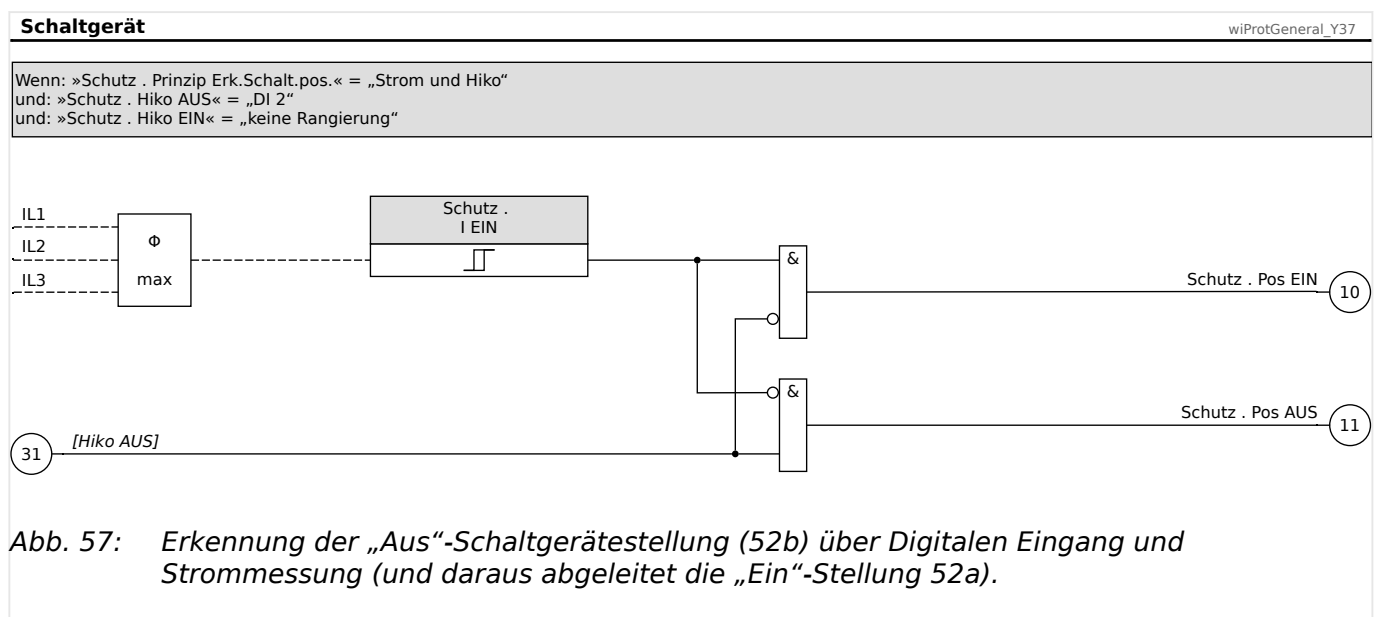 Schaltgerät
wiProtGeneral_Y37
Wenn: »Schutz . Prinzip Erk.Schalt.pos.« = „Strom und Hiko“
und: »Schutz . Hiko AUS« = „DI 2“
und: »Schutz . Hiko EIN« = „keine Rangierung“
IL1
IL2
IL3
Φ
max
Schutz .
I EIN
&
Schutz . Pos EIN
10
&
Schutz . Pos AUS
11
31
[Hiko AUS]
Abb. 57: Erkennung der „Aus“-Schaltgerätestellung (52b) über Digitalen Eingang und
Strommessung (und daraus abgeleitet die „Ein“-Stellung 52a).